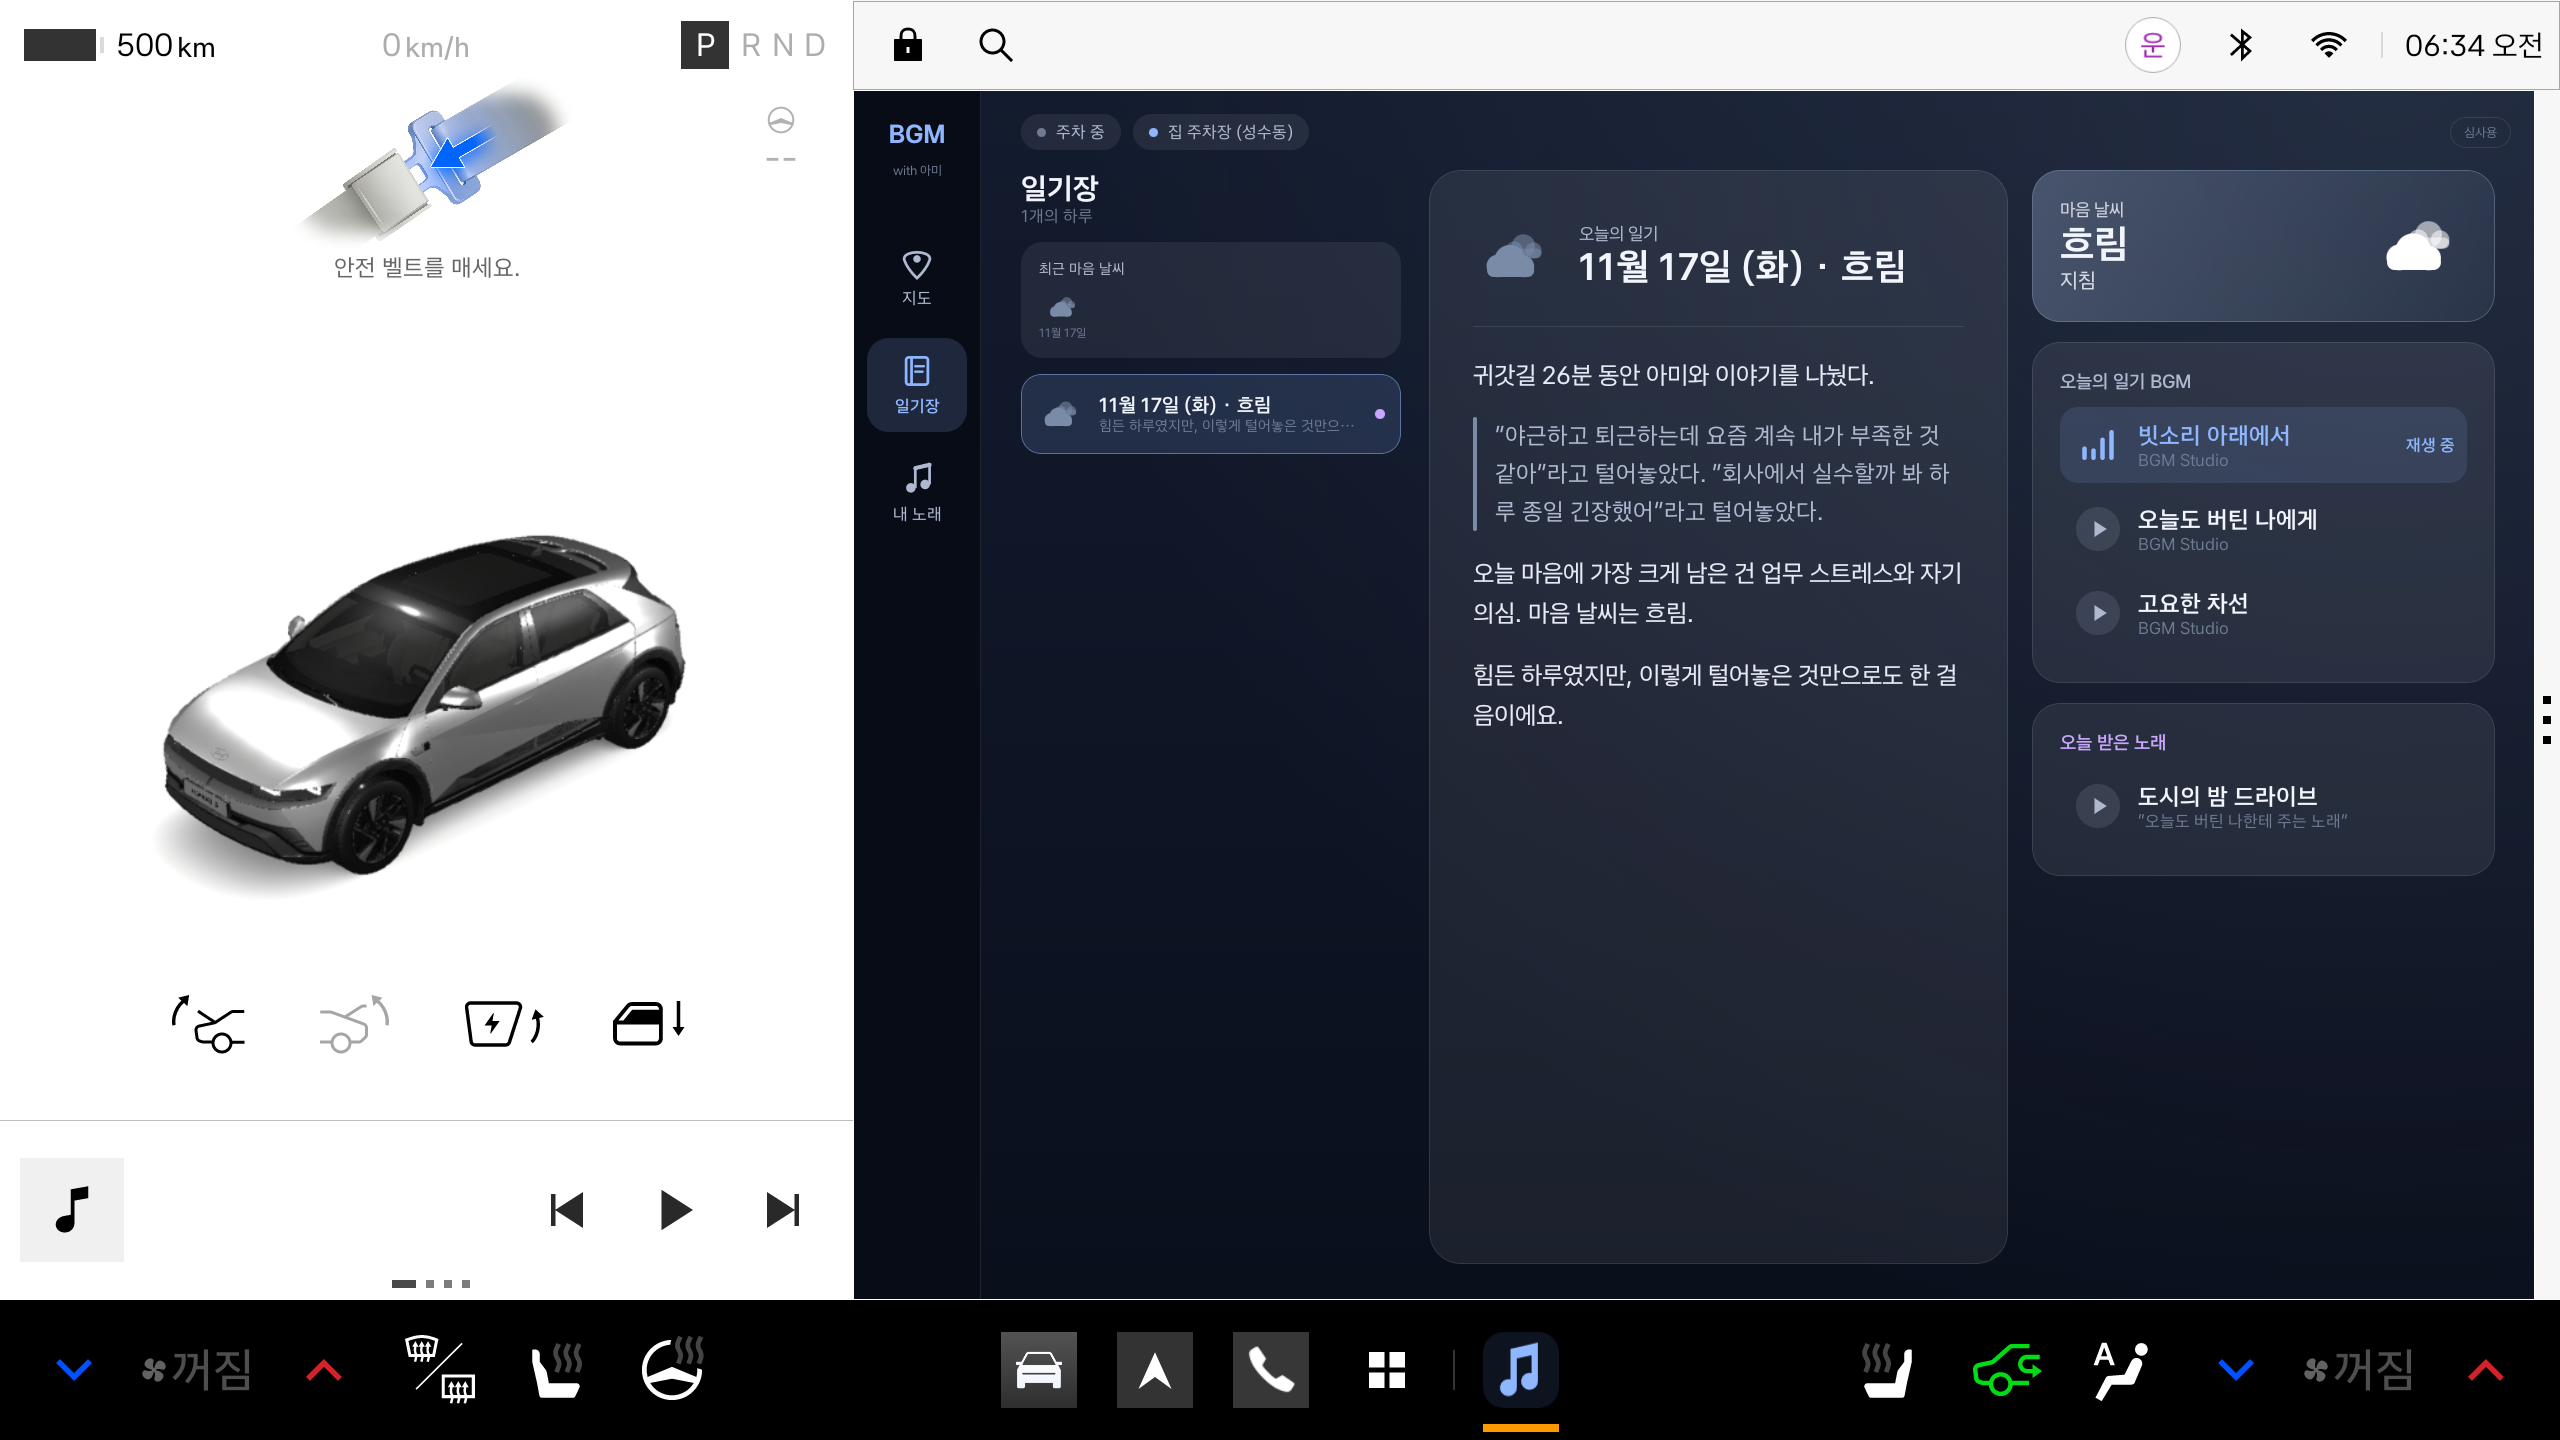 500 km
0 km/h
P R N D
안전 벨트를 매세요.
운
06:34 오전
BGM
with 아미
지도
일기장
내 노래
주차 중
집 주차장 (성수동)
심사용
일기장
1개의 하루
최근 마음 날씨
11월 17일
11월 17일 (화) · 흐림
힘든 하루였지만, 이렇게 털어놓은 것만으…
오늘의 일기
11월 17일 (화) · 흐림
귀갓길 26분 동안 아미와 이야기를 나눴다.
"야근하고 퇴근하는데 요즘 계속 내가 부족한 것
같아"라고 털어놓았다. "회사에서 실수할까 봐 하
루 종일 긴장했어"라고 털어놓았다.
오늘 마음에 가장 크게 남은 건 업무 스트레스와 자기
의심. 마음 날씨는 흐림.
힘든 하루였지만, 이렇게 털어놓은 것만으로도 한 걸
음이에요.
마음 날씨
흐림
지침
오늘의 일기 BGM
빗소리 아래에서
BGM Studio
재생 중
오늘도 버틴 나에게
BGM Studio
고요한 차선
BGM Studio
오늘 받은 노래
도시의 밤 드라이브
"오늘도 버틴 나한테 주는 노래"
꺼짐
A
꺼짐